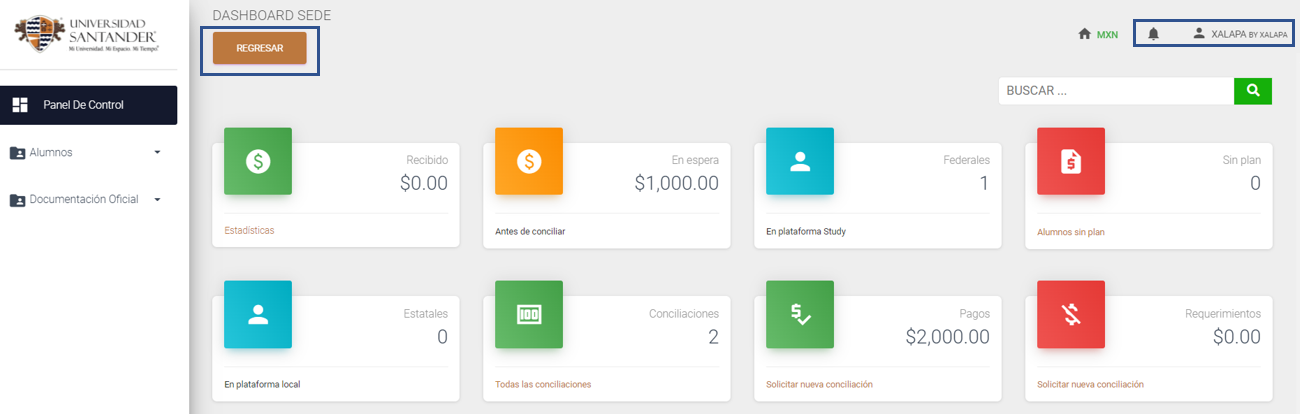 UNIVERSIDAD
SANTANDER
Mi Universidad. Mi Espacio. Mi Tiempo
DASHBOARD SEDE
REGRESAR
MXN
XALAPA BY XALAPA
BUSCAR ...
Panel De Control
Alumnos
Documentación Oficial
Recibido
$0.00
Estadísticas
En espera
$1,000.00
Antes de conciliar
Federales
1
En plataforma Study
Sin plan
0
Alumnos sin plan
Estatales
0
En plataforma local
100
Conciliaciones
2
Todas las conciliaciones
Pagos
$2,000.00
Solicitar nueva conciliación
Requerimientos
$0.00
Solicitar nueva conciliación